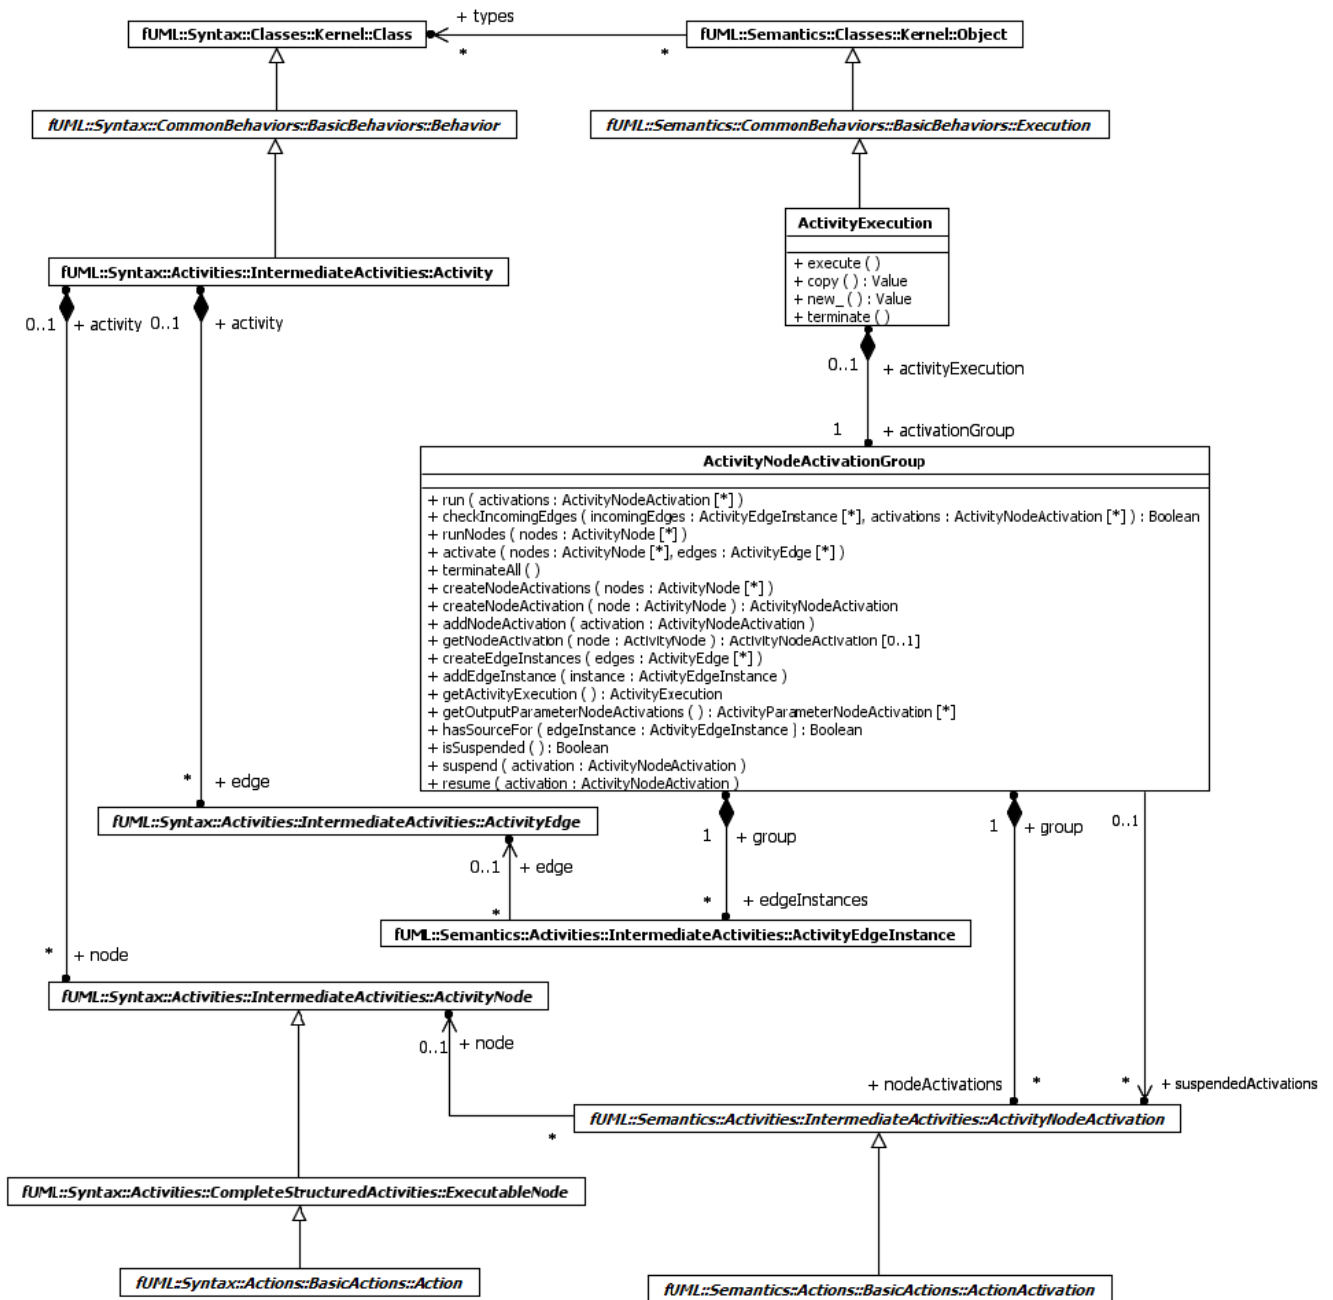 + types
fUML::Syntax::Classes::Kernel::Class
fUML::Semantics::Classes::Kernel::Object
* *
fUML::Syntax::CommonBehaviors::BasicBehaviors::Behavior
fUML::Semantics::CommonBehaviors::BasicBehaviors::Execution
ActivityExecution
+ execute ( )
+ copy ( ) : Value
+ new_ ( ) : Value
+ terminate ( )
fUML::Syntax::Activities::IntermediateActivities::Activity
0..1 + activity 0..1 + activity
0..1 + activityExecution
1 + activationGroup
ActivityNodeActivationGroup
+ run ( activations : ActivityNodeActivation [*] )
+ checkIncomingEdges ( incomingEdges : ActivityEdgeInstance [*], activations : ActivityNodeActivation [*] ) : Boolean
+ runNodes ( nodes : ActivityNode [*] )
+ activate ( nodes : ActivityNode [*], edges : ActivityEdge [*] )
+ terminateAll ( )
+ createNodeActivations ( nodes : ActivityNode [*] )
+ createNodeActivation ( node : ActivityNode ) : ActivityNodeActivation
+ addNodeActivation ( activation : ActivityNodeActivation )
+ getNodeActivation ( node : ActivityNode ) : ActivityNodeActivation [0..1]
+ createEdgeInstances ( edges : ActivityEdge [*] )
+ addEdgeInstance ( instance : ActivityEdgeInstance )
+ getActivityExecution ( ) : ActivityExecution
+ getOutputParameterNodeActivations ( ) : ActivityParameterNodeActivation [*]
+ hasSourceFor ( edgeInstance : ActivityEdgeInstance ) : Boolean
+ isSuspended ( ) : Boolean
+ suspend ( activation : ActivityNodeActivation )
+ resume ( activation : ActivityNodeActivation )
* + edge
fUML::Syntax::Activities::IntermediateActivities::ActivityEdge
1 + group
1 + group
0..1
0..1 + edge
* + edgeInstances
*
fUML::Semantics::Activities::IntermediateActivities::ActivityEdgeInstance
* + node
fUML::Syntax::Activities::IntermediateActivities::ActivityNode
0..1 + node
+ nodeActivations *
* + suspendedActivations
fUML::Semantics::Activities::IntermediateActivities::ActivityNodeActivation
*
fUML::Syntax::Activities::CompleteStructuredActivities::ExecutableNode
fUML::Syntax::Actions::BasicActions::Action
fUML::Semantics::Actions::BasicActions::ActionActivation